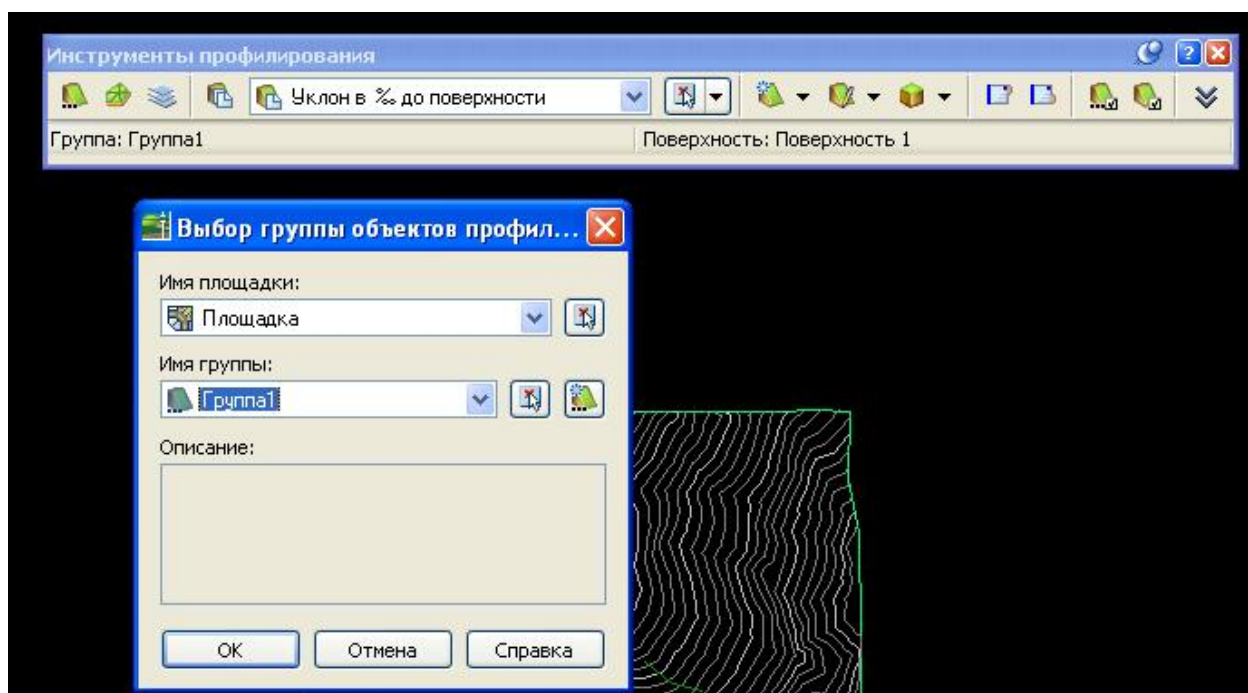 Инструменты профилирования
Уклон в ‰ до поверхности
Группа: Группа1
Поверхность: Поверхность 1
Выбор группы объектов профил...
Имя площадки:
Площадка
Имя группы:
Группа1
Описание:
ОК
Отмена
Справка